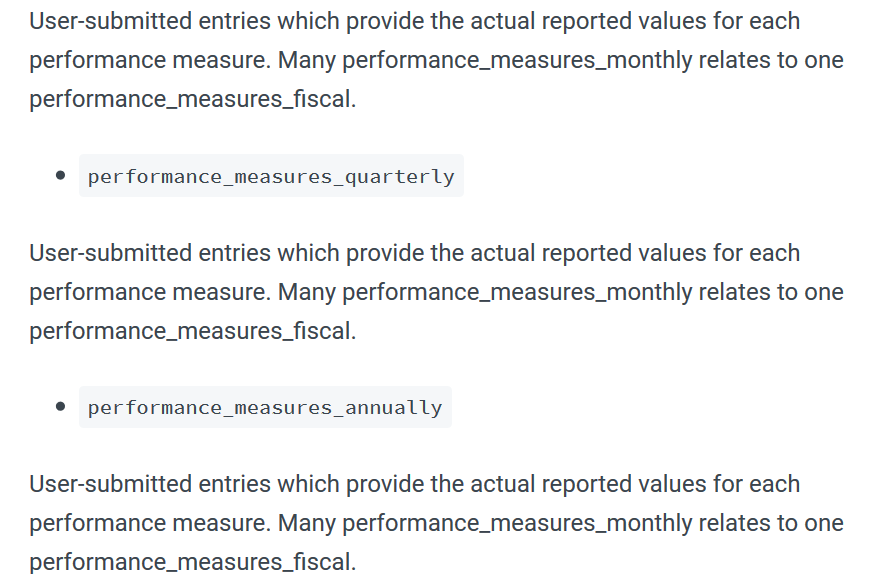 User-submitted entries which provide the actual reported values for each
performance measure. Many performance_measures_monthly relates to one
performance_measures_fiscal.
• performance_measures_quarterly
User-submitted entries which provide the actual reported values for each
performance measure. Many performance_measures_monthly relates to one
performance_measures_fiscal.
• performance_measures_annually
User-submitted entries which provide the actual reported values for each
performance measure. Many performance_measures_monthly relates to one
performance_measures_fiscal.